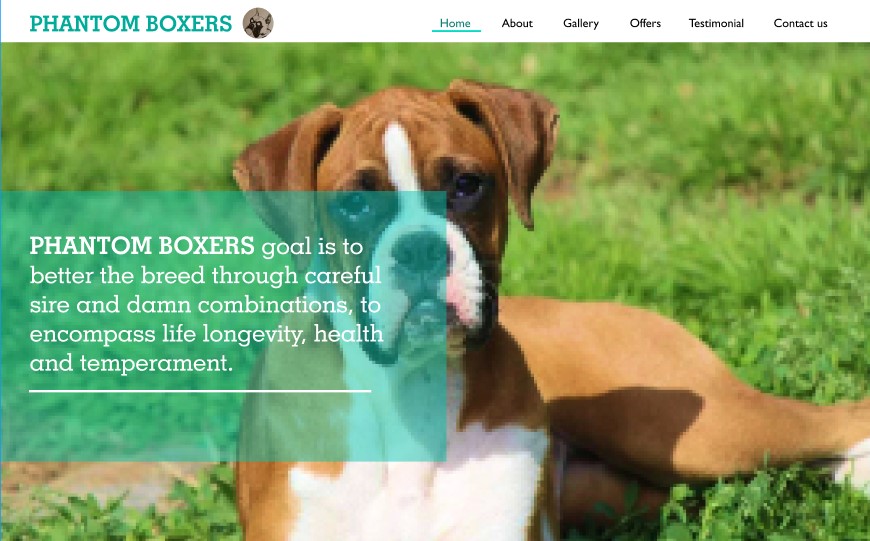 PHANTOM BOXERS Home About Gallery Offers Testimonial Contact us
PHANTOM BOXERS goal is to
better the breed through careful
sire and damn combinations, to
encompass life longevity, health
and temperament.